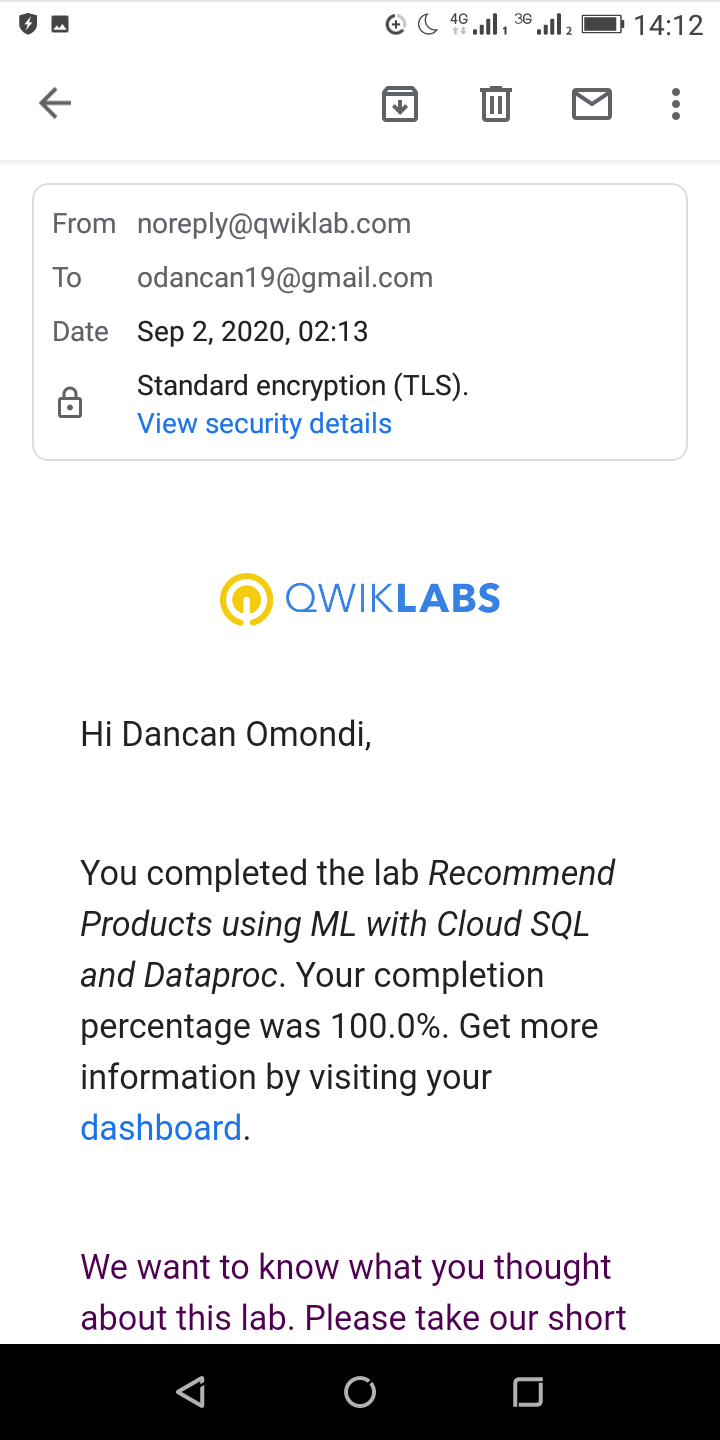 4G 1 3G 2 14:12
From noreply@qwiklab.com
To odancan19@gmail.com
Date Sep 2, 2020, 02:13
Standard encryption (TLS).
View security details
QWIKLABS
Hi Dancan Omondi,
You completed the lab Recommend
Products using ML with Cloud SQL
and Dataproc. Your completion
percentage was 100.0%. Get more
information by visiting your
dashboard.
We want to know what you thought
about this lab. Please take our short